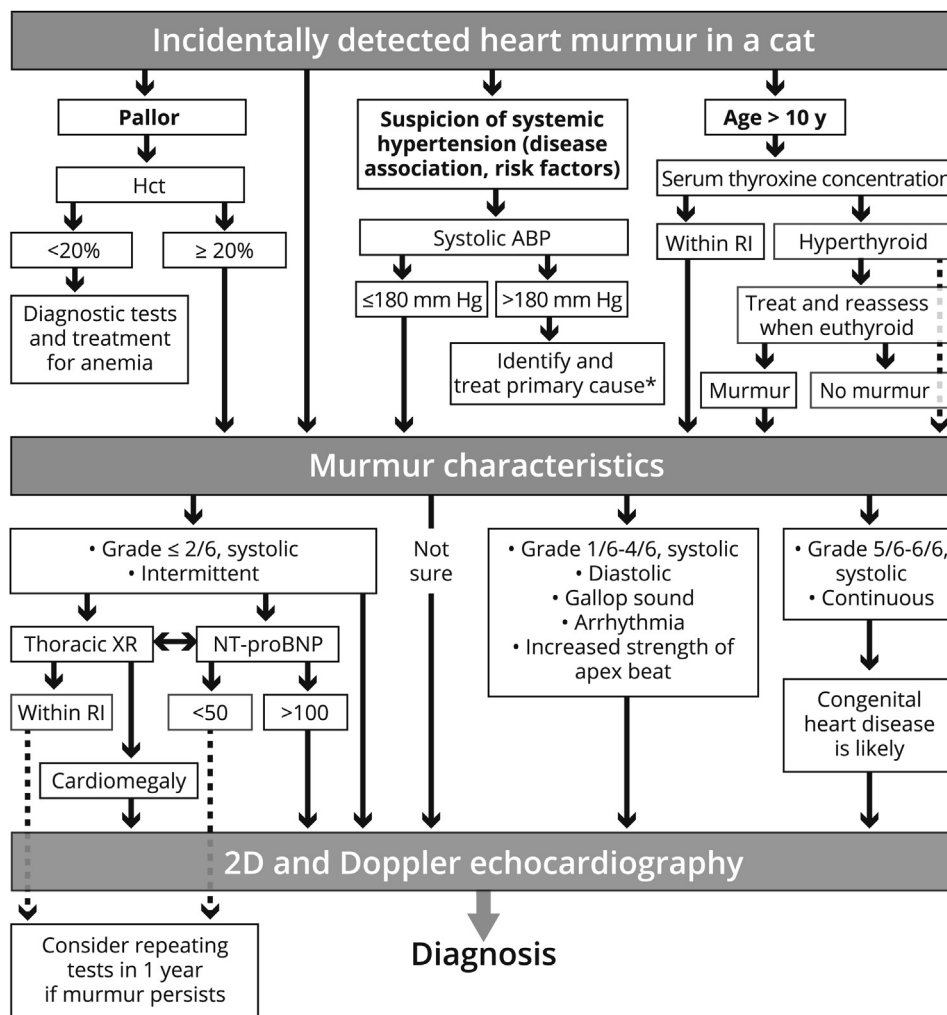 Incidentally detected heart murmur in a cat
Pallor
Hct
<20%
≥ 20%
Diagnostic tests
and treatment
for anemia
Suspicion of systemic
hypertension (disease
association, risk factors)
Systolic ABP
≤180 mm Hg
>180 mm Hg
Identify and
treat primary cause*
Age > 10 y
Serum thyroxine concentration
Within RI
Hyperthyroid
Treat and reassess
when euthyroid
Murmur
No murmur
Murmur characteristics
• Grade ≤ 2/6, systolic
• Intermittent
Thoracic XR
NT-proBNP
Within RI
<50
>100
Cardiomegaly
Not
sure
• Grade 1/6-4/6, systolic
• Diastolic
• Gallop sound
• Arrhythmia
• Increased strength of
apex beat
• Grade 5/6-6/6,
systolic
• Continuous
Congenital
heart disease
is likely
2D and Doppler echocardiography
Consider repeating
tests in 1 year
if murmur persists
Diagnosis